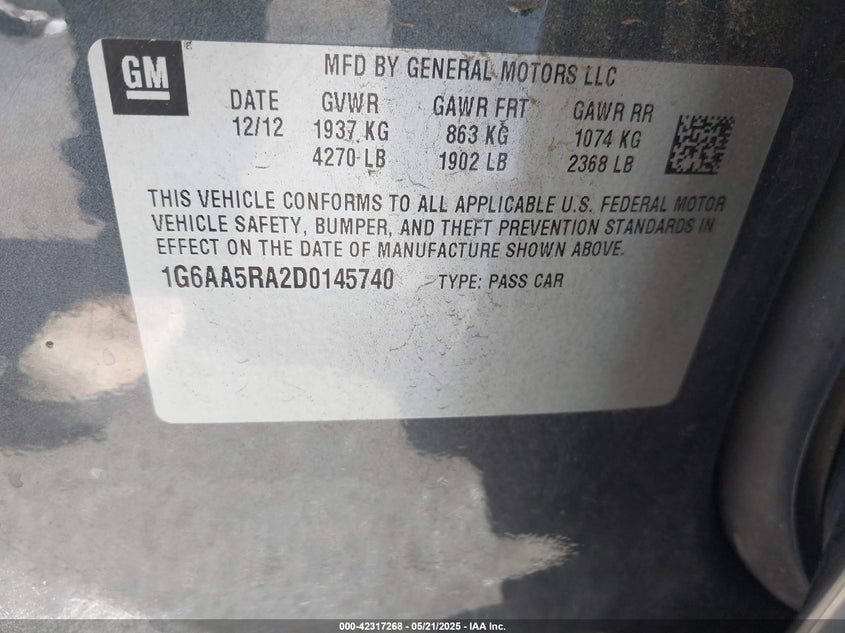 GM
MFD BY GENERAL MOTORS LLC
DATE GVWR GAWR FRT GAWR RR
12/12 1937 KG 863 KG 1074 KG
4270 LB 1902 LB 2368 LB
THIS VEHICLE CONFORMS TO ALL APPLICABLE U.S. FEDERAL MOTOR
VEHICLE SAFETY, BUMPER, AND THEFT PREVENTION STANDARDS IN
EFFECT ON THE DATE OF MANUFACTURE SHOWN ABOVE.
1G6AA5RA2D0145740 TYPE: PASS CAR
000-42317268 - 05/21/2025 - IAA Inc.